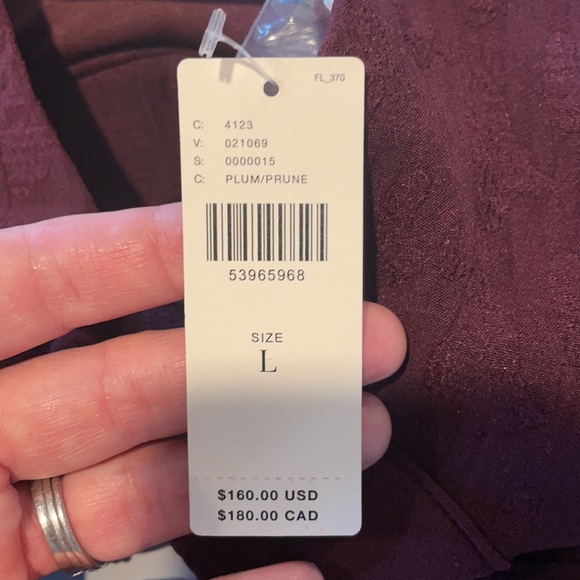 FL_370
C: 4123
V: 021069
S: 0000015
C: PLUM/PRUNE
53965968
SIZE
L
$160.00 USD
$180.00 CAD